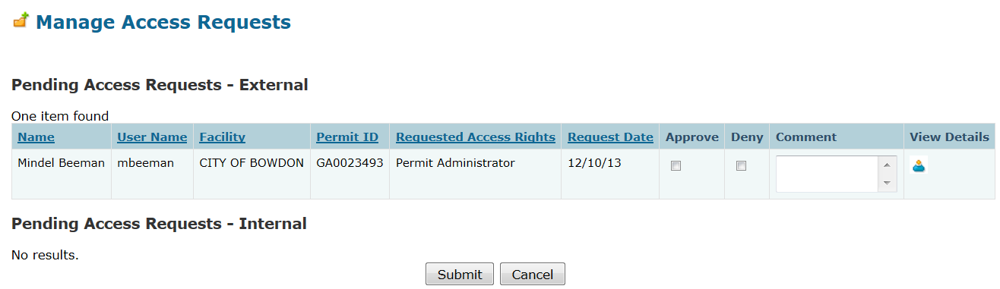 Manage Access Requests
Pending Access Requests - External
One item found
Name User Name Facility Permit ID Requested Access Rights Request Date Approve Deny Comment View Details
Mindel Beeman mbeeman CITY OF BOWDON GA0023493 Permit Administrator 12/10/13
Pending Access Requests - Internal
No results.
Submit Cancel